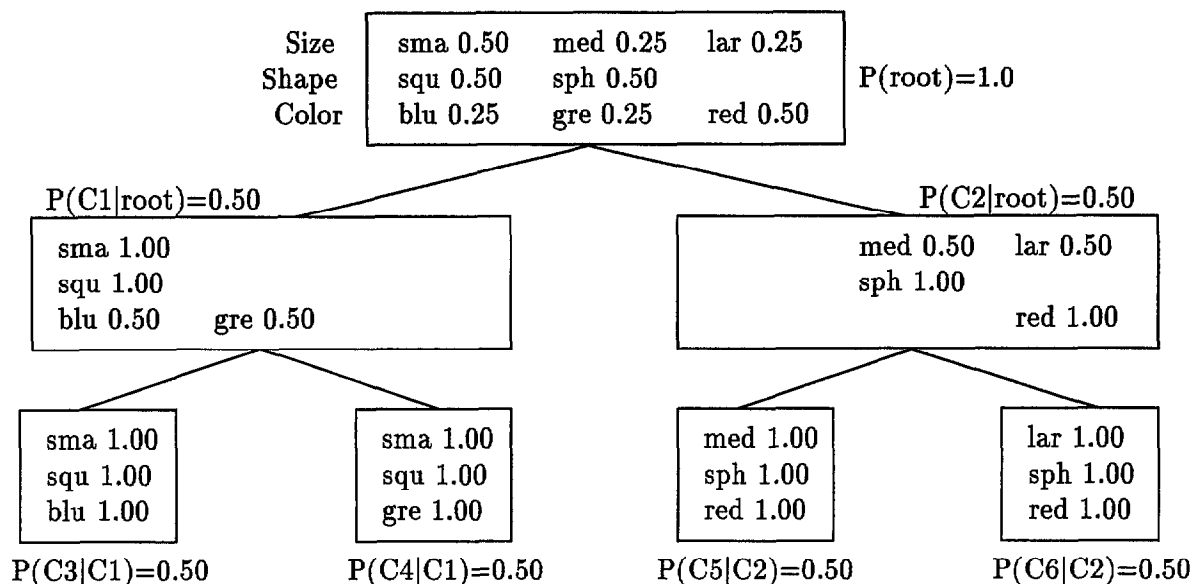 Size sma 0.50 med 0.25 lar 0.25
Shape squ 0.50 sph 0.50 P(root)=1.0
Color blu 0.25 gre 0.25 red 0.50
P(C1|root)=0.50 P(C2|root)=0.50
sma 1.00 med 0.50 lar 0.50
squ 1.00 sph 1.00
blu 0.50 gre 0.50 red 1.00
sma 1.00 sma 1.00 med 1.00 lar 1.00
squ 1.00 squ 1.00 sph 1.00 sph 1.00
blu 1.00 gre 1.00 red 1.00 red 1.00
P(C3|C1)=0.50 P(C4|C1)=0.50 P(C5|C2)=0.50 P(C6|C2)=0.50